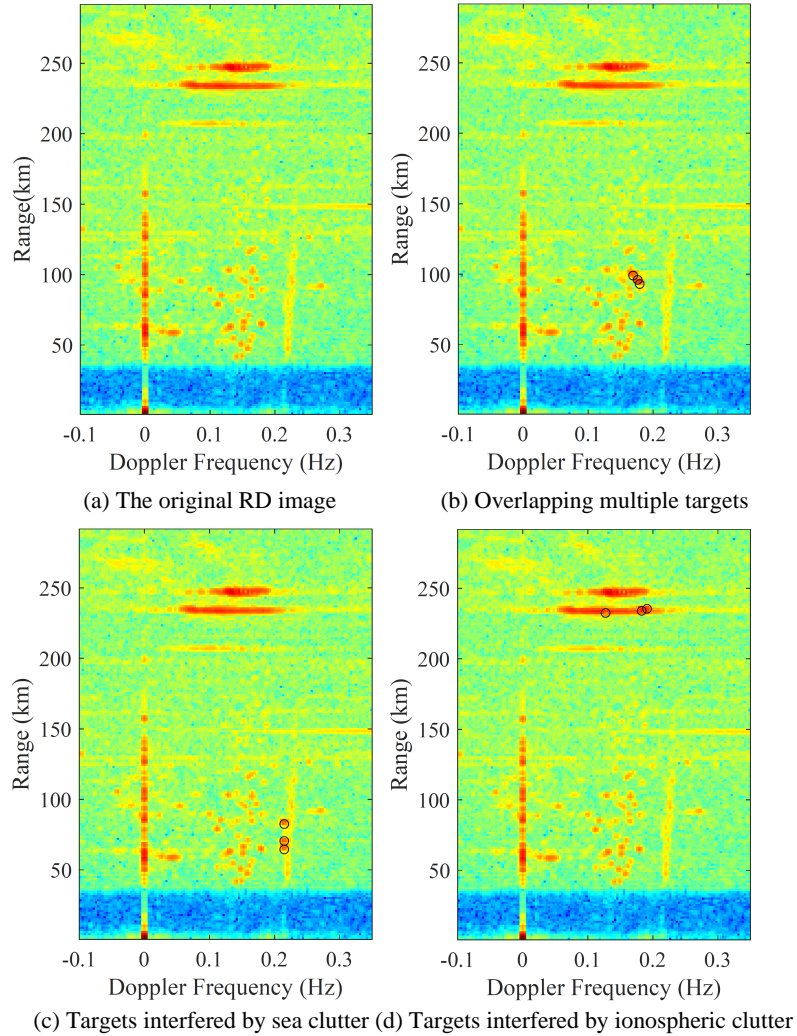 250
200
150
100
50
Range(km)
-0.1 0 0.1 0.2 0.3
Doppler Frequency (Hz)
(a) The original RD image
250
200
150
100
50
Range (km)
-0.1 0 0.1 0.2 0.3
Doppler Frequency (Hz)
(b) Overlapping multiple targets
250
200
150
100
50
Range (km)
-0.1 0 0.1 0.2 0.3
Doppler Frequency (Hz)
(c) Targets interfered by sea clutter
250
200
150
100
50
Range (km)
-0.1 0 0.1 0.2 0.3
Doppler Frequency (Hz)
(d) Targets interfered by ionospheric clutter